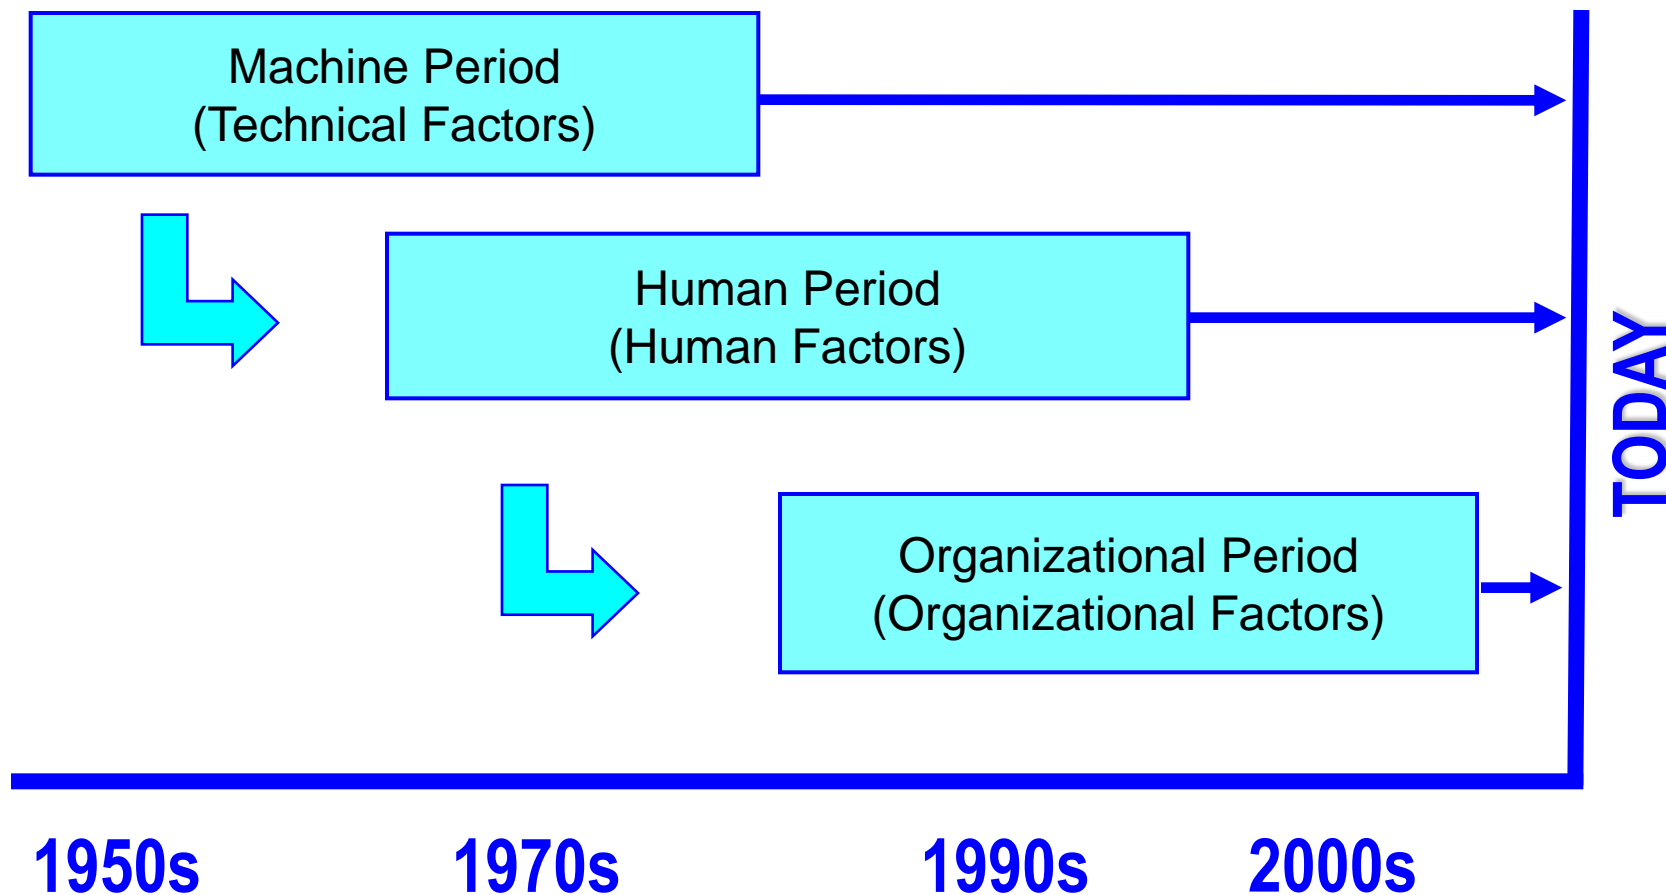 Machine Period
(Technical Factors)
Human Period
(Human Factors)
Organizational Period
(Organizational Factors)
TODAY
1950s 1970s 1990s 2000s